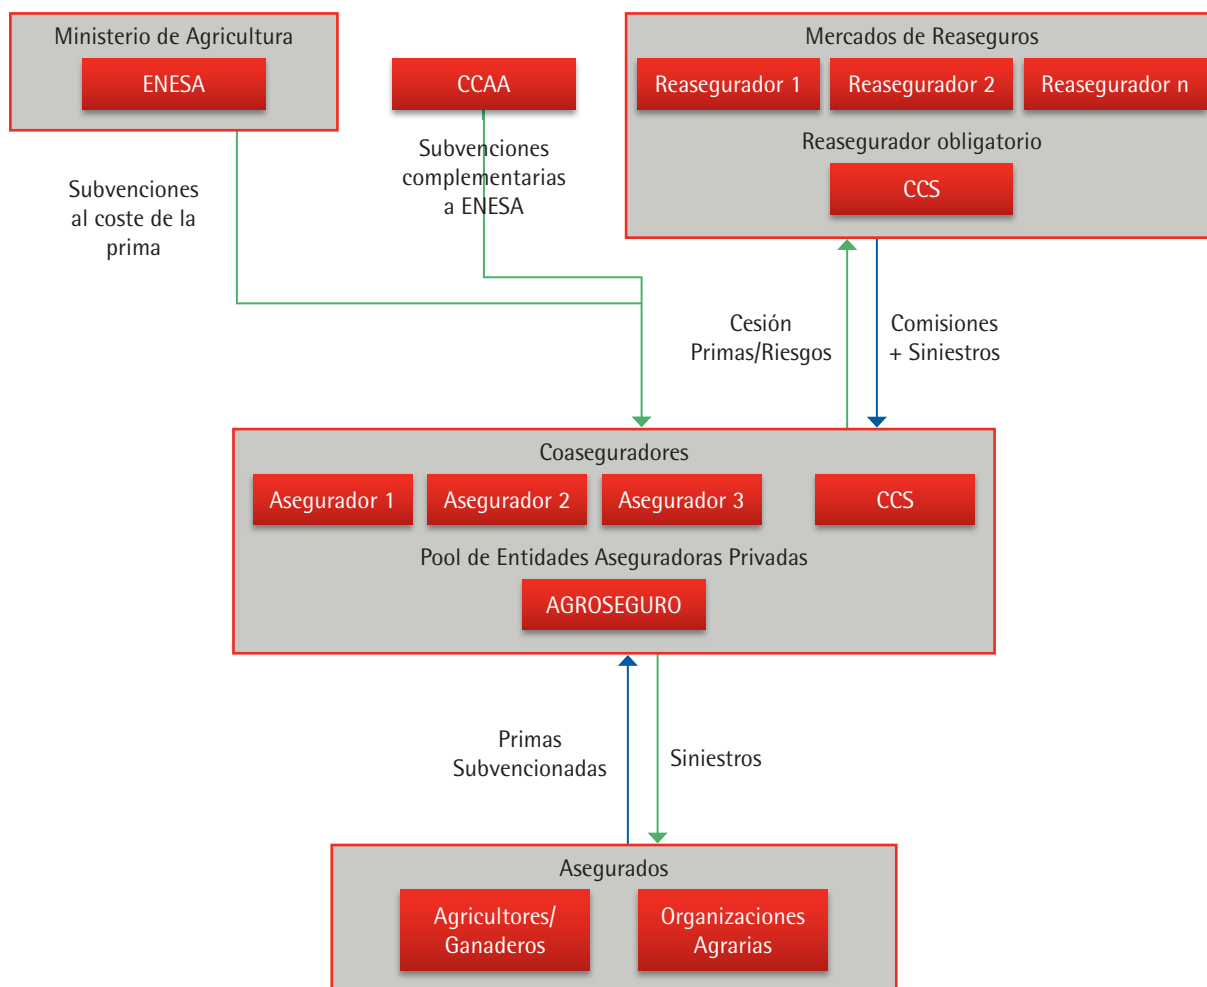 Ministerio de Agricultura
ENESA
CCAA
Mercados de Reaseguros
Reasegurador 1
Reasegurador 2
Reasegurador n
Reasegurador obligatorio
CCS
Subvenciones
al coste de la
prima
Subvenciones
complementarias
a ENESA
Cesión
Primas/Riesgos
Comisiones
+ Siniestros
Coaseguradores
Asegurador 1
Asegurador 2
Asegurador 3
CCS
Pool de Entidades Aseguradoras Privadas
AGROSEGURO
Primas
Subvencionadas
Siniestros
Asegurados
Agricultores/
Ganaderos
Organizaciones
Agrarias